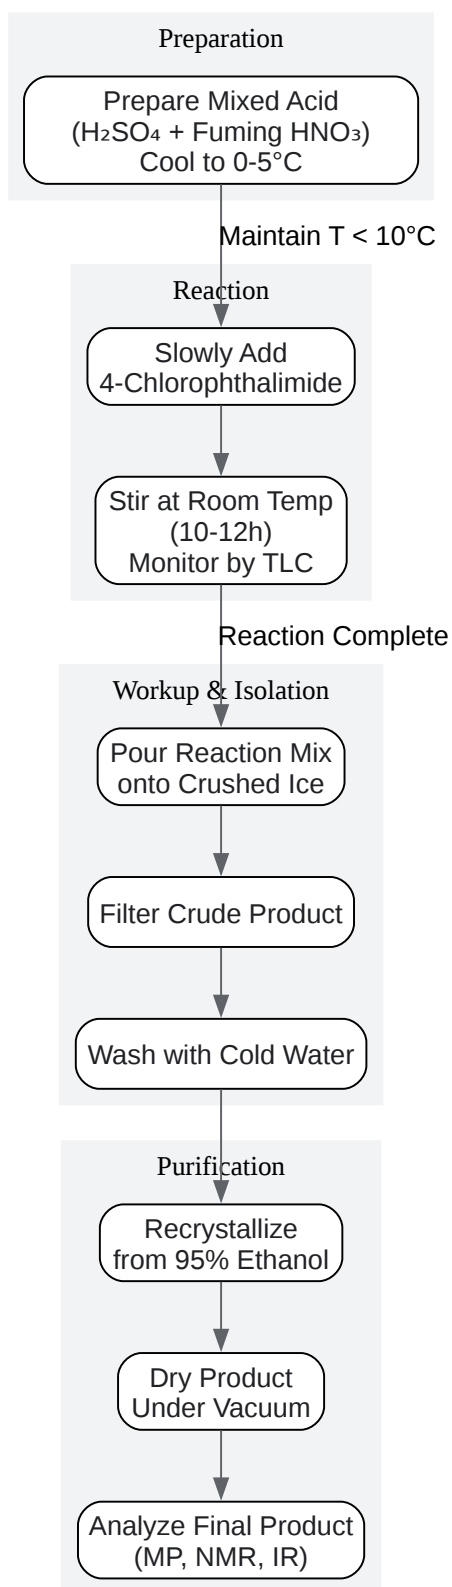 Preparation
Prepare Mixed Acid
(H₂SO₄ + Fuming HNO₃)
Cool to 0-5°C
Maintain T < 10°C
Reaction
Slowly Add
4-Chlorophthalimide
Stir at Room Temp
(10-12h)
Monitor by TLC
Reaction Complete
Workup & Isolation
Pour Reaction Mix
onto Crushed Ice
Filter Crude Product
Wash with Cold Water
Purification
Recrystallize
from 95% Ethanol
Dry Product
Under Vacuum
Analyze Final Product
(MP, NMR, IR)